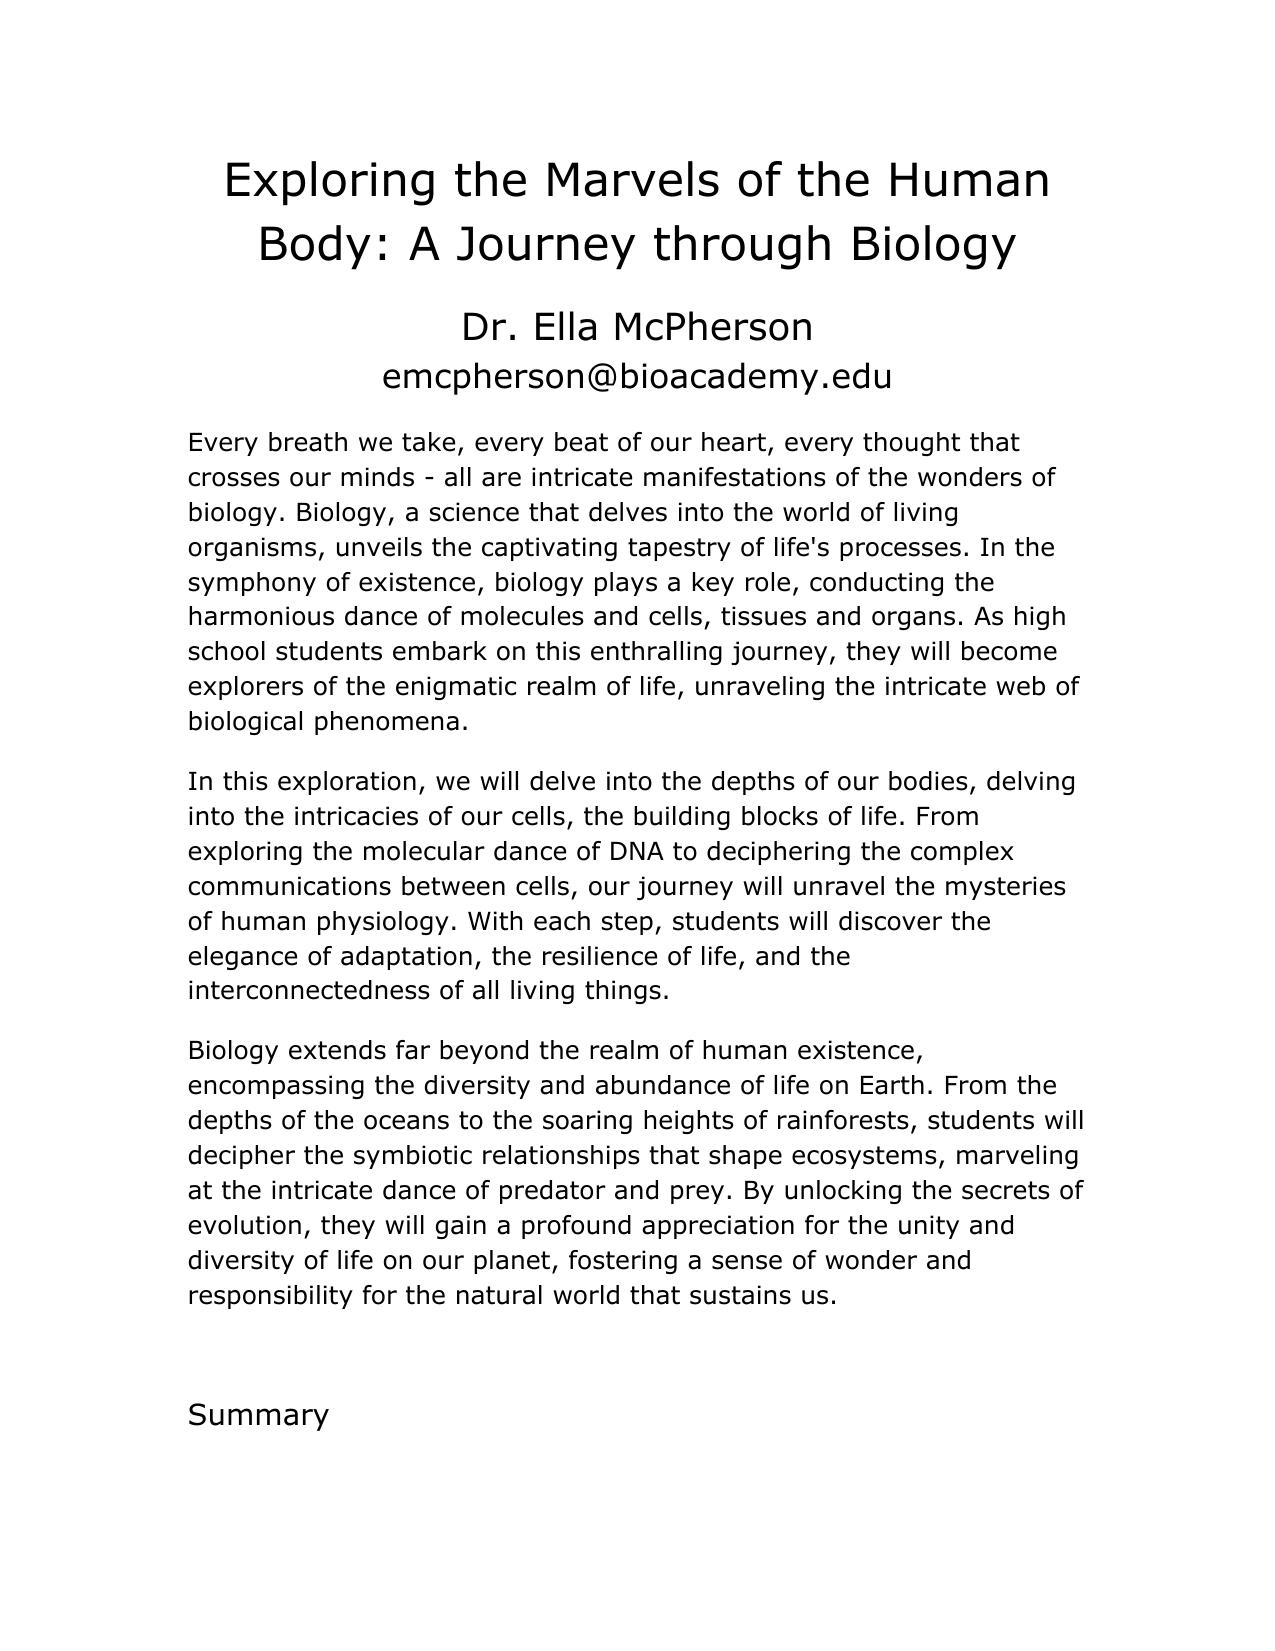 Exploring the Marvels of the Human
Body: A Journey through Biology
Dr. Ella McPherson
emcpherson@bioacademy.edu
Every breath we take, every beat of our heart, every thought that
crosses our minds - all are intricate manifestations of the wonders of
biology. Biology, a science that delves into the world of living
organisms, unveils the captivating tapestry of life's processes. In the
symphony of existence, biology plays a key role, conducting the
harmonious dance of molecules and cells, tissues and organs. As high
school students embark on this enthralling journey, they will become
explorers of the enigmatic realm of life, unraveling the intricate web of
biological phenomena.
In this exploration, we will delve into the depths of our bodies, delving
into the intricacies of our cells, the building blocks of life. From
exploring the molecular dance of DNA to deciphering the complex
communications between cells, our journey will unravel the mysteries
of human physiology. With each step, students will discover the
elegance of adaptation, the resilience of life, and the
interconnectedness of all living things.
Biology extends far beyond the realm of human existence,
encompassing the diversity and abundance of life on Earth. From the
depths of the oceans to the soaring heights of rainforests, students will
decipher the symbiotic relationships that shape ecosystems, marveling
at the intricate dance of predator and prey. By unlocking the secrets of
evolution, they will gain a profound appreciation for the unity and
diversity of life on our planet, fostering a sense of wonder and
responsibility for the natural world that sustains us.
Summary